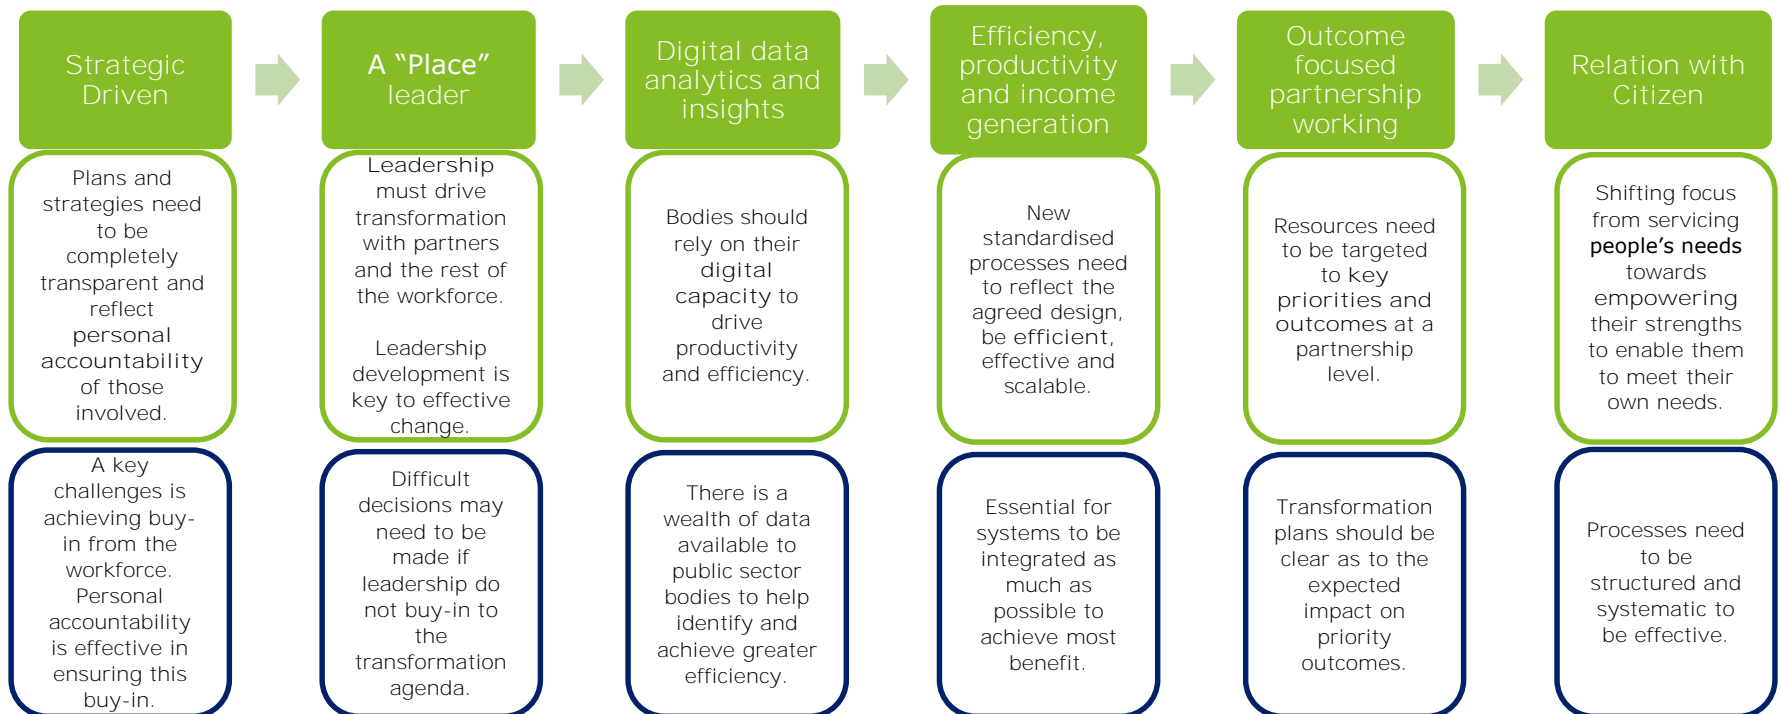 Strategic
Driven
A “Place”
leader
Digital data
analytics and
insights
Efficiency,
productivity
and income
generation
Outcome
focused
partnership
working
Relation with
Citizen
Plans and
strategies need
to be
completely
transparent and
reflect
personal
accountability
of those
involved.
Leadership
must drive
transformation
with partners
and the rest of
the workforce.
Leadership
development is
key to effective
change.
Bodies should
rely on their
digital
capacity to
drive
productivity
and efficiency.
New
standardised
processes need
to reflect the
agreed design,
be efficient,
effective and
scalable.
Resources need
to be targeted
to key
priorities and
outcomes at a
partnership
level.
Shifting focus
from servicing
people’s needs
towards
empowering
their strengths
to enable them
to meet their
own needs.
A key
challenges is
achieving buy-
in from the
workforce.
Personal
accountability
is effective in
ensuring this
buy-in.
Difficult
decisions may
need to be
made if
leadership do
not buy-in to
the
transformation
agenda.
There is a
wealth of data
available to
public sector
bodies to help
identify and
achieve greater
efficiency.
Essential for
systems to be
integrated as
much as
possible to
achieve most
benefit.
Transformation
plans should be
clear as to the
expected
impact on
priority
outcomes.
Processes need
to be
structured and
systematic to
be effective.